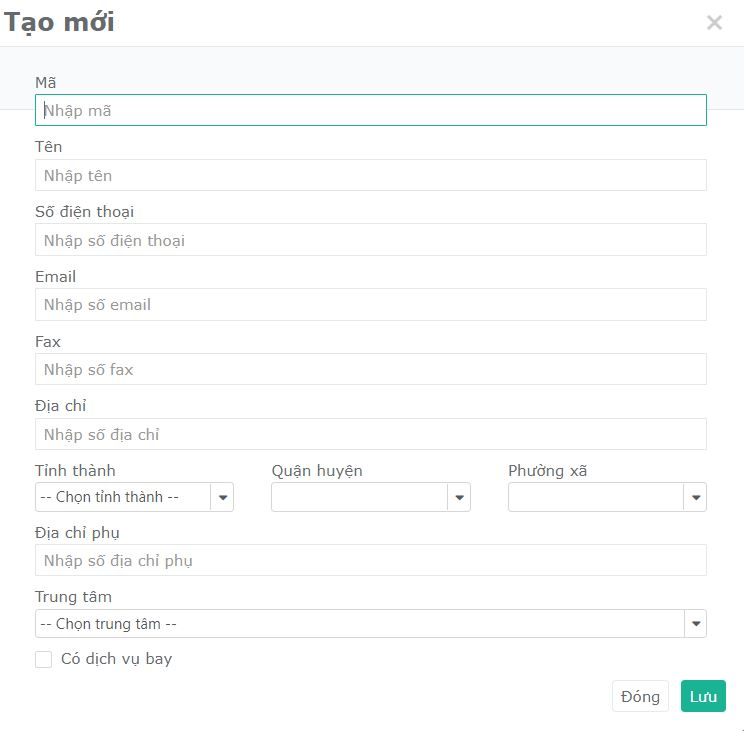 Tạo mới ×
Mã
Nhập mã
Tên
Nhập tên
Số điện thoại
Nhập số điện thoại
Email
Nhập số email
Fax
Nhập số fax
Địa chỉ
Nhập số địa chỉ
Tỉnh thành Quận huyện Phường xã
-- Chọn tỉnh thành --
Địa chỉ phụ
Nhập số địa chỉ phụ
Trung tâm
-- Chọn trung tâm --
Có dịch vụ bay
Đóng Lưu